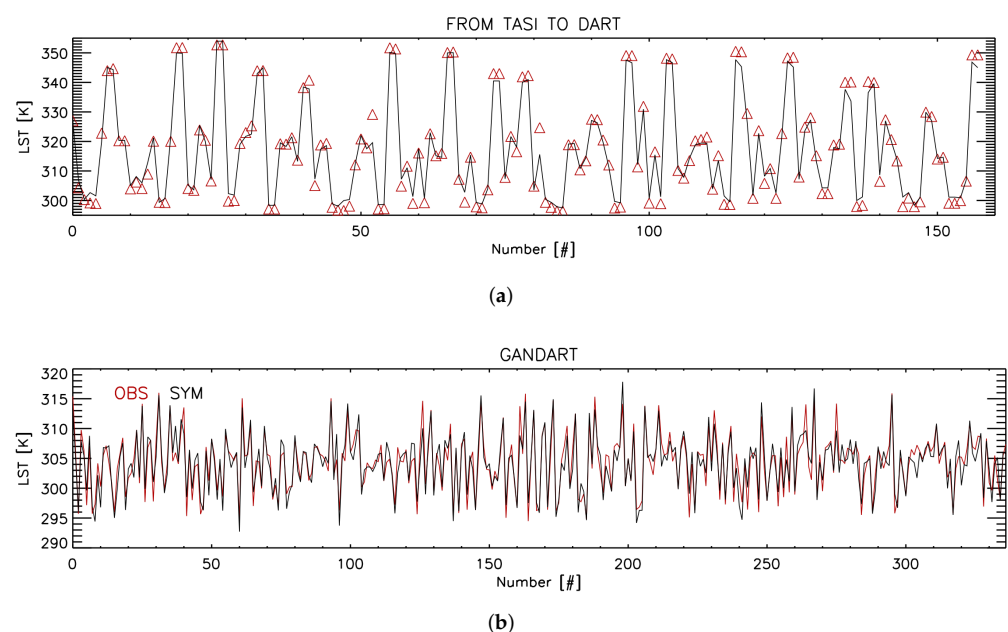 FROM TASI TO DART
LST [K]
350
340
330
320
310
300
0 50 100 150
Number [#]
(a)
GANDART
OBS SYM
LST [K]
320
315
310
305
300
295
290
0 50 100 150 200 250 300
Number [#]
(b)